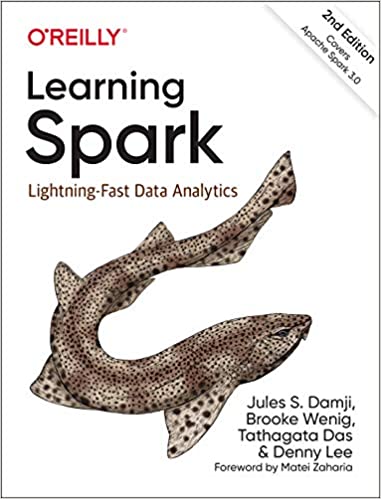 O'REILLY®
2nd Edition
Covers
Apache Spark 3.0
Learning
Spark
Lightning-Fast Data Analytics
Jules S. Damji,
Brooke Wenig,
Tathagata Das
& Denny Lee
Foreword by Matei Zaharia